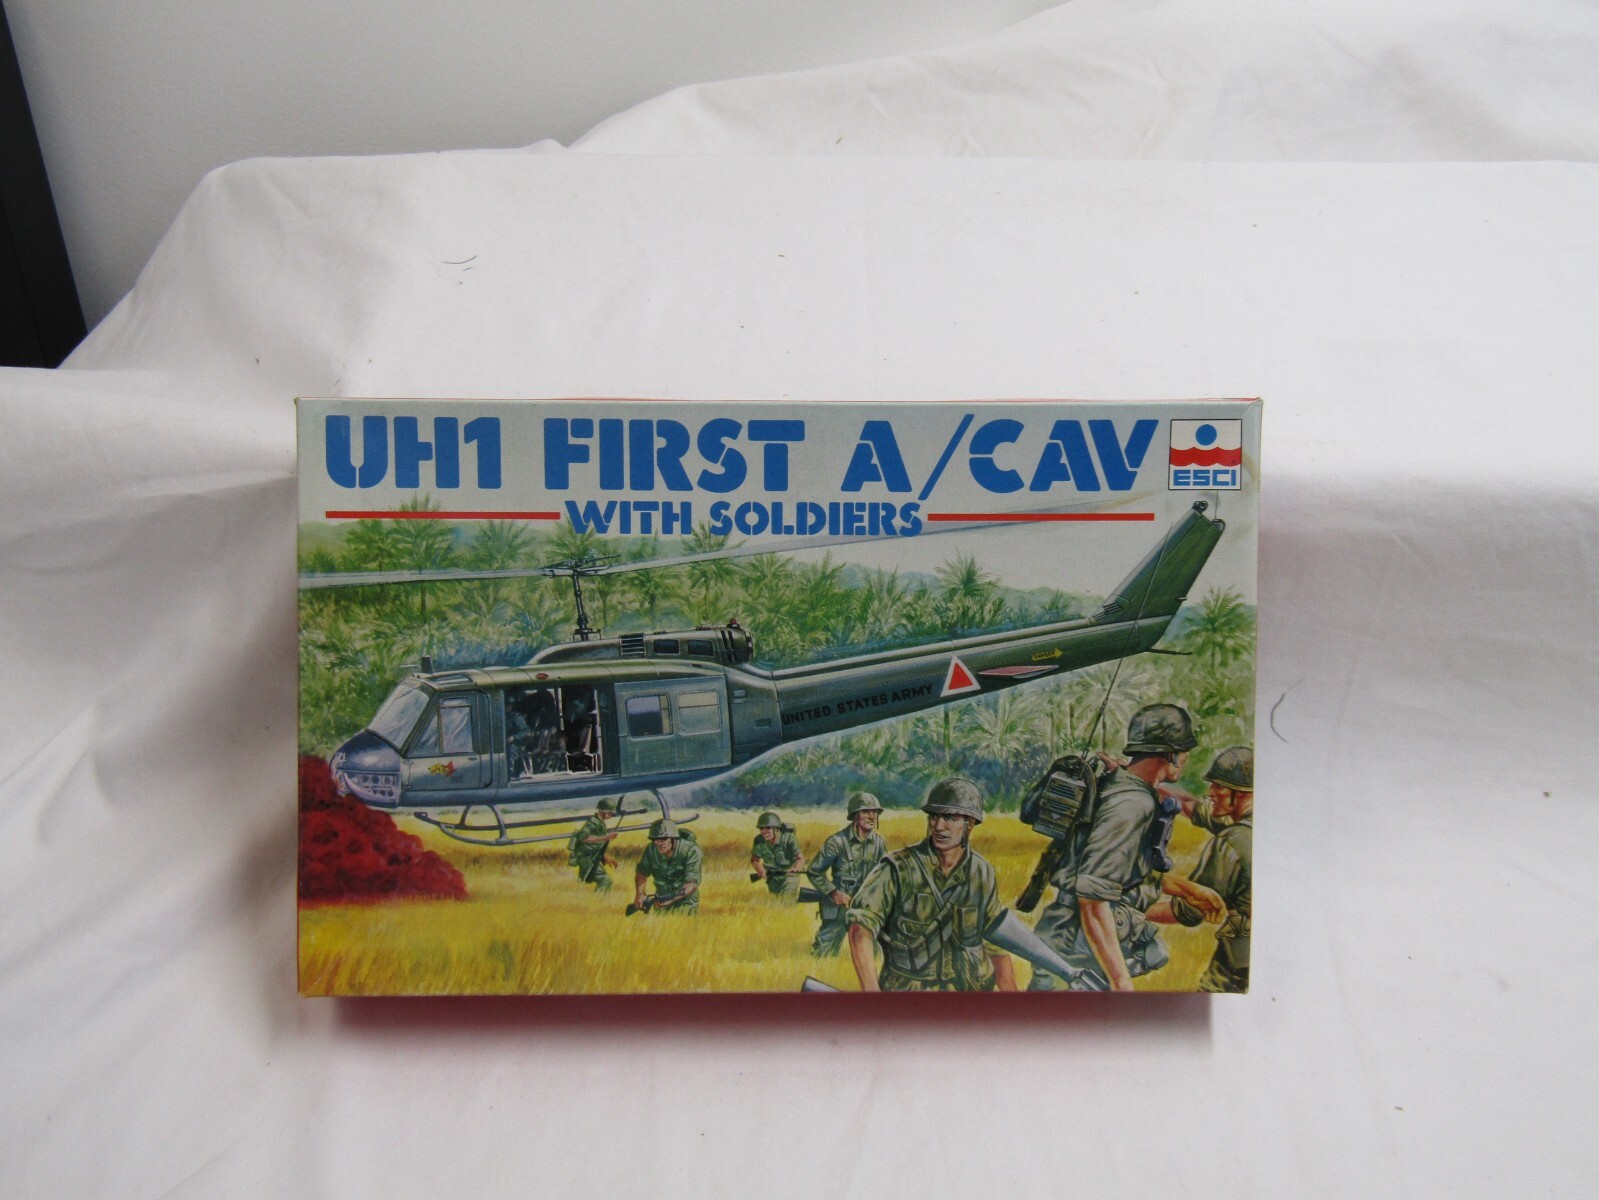 UH1 FIRST A/CAV
ESCI
WITH SOLDIERS
UNITED STATES ARMY